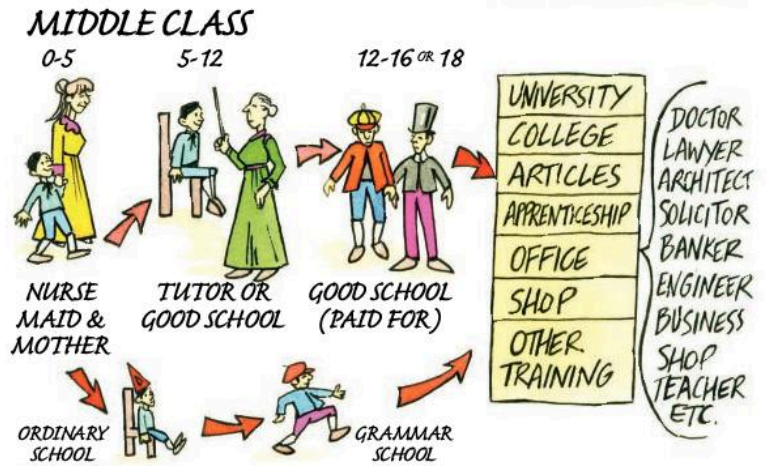 MIDDLE CLASS
0-5
5-12
12-16 OR 18
NURSE
MAID &
MOTHER
TUTOR OR
GOOD SCHOOL
GOOD SCHOOL
(PAID FOR)
ORDINARY
SCHOOL
GRAMMAR
SCHOOL
UNIVERSITY
COLLEGE
ARTICLES
APPRENTICESHIP
OFFICE
SHOP
OTHER
TRAINING
DOCTOR
LAWYER
ARCHITECT
SOLICITOR
BANKER
ENGINEER
BUSINESS
SHOP
TEACHER
ETC.